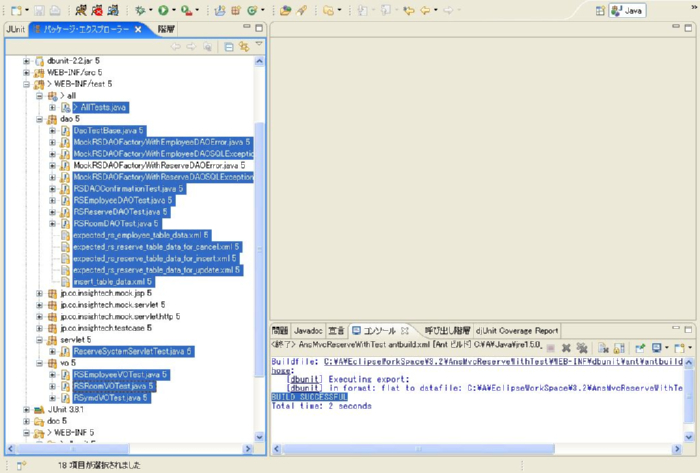 Java
JUnit
パッケージ・エクスプローラー
階層
dbunit-2.2.jar 5
WEB-INF/src 5
> WEB-INF/test 5
> all
> AllTests.java
dao 5
DaoTestBase.java 5
MockRSDAOFactoryWithEmployeeDAOError.java 5
MockRSDAOFactoryWithEmployeeDAOSQLException
MockRSDAOFactoryWithReserveDAOError.java 5
MockRSDAOFactoryWithReserveDAOSQLException
RSDAOConfirmationTest.java 5
RSEmployeeDAOTest.java 5
RSReserveDAOTest.java 5
RSRoomDAOTest.java 5
expected_rs_employee_table_data.xml 5
expected_rs_reserve_table_data_for_cancel.xml 5
expected_rs_reserve_table_data_for_insert.xml 5
expected_rs_reserve_table_data_for_update.xml 5
insert_table_data.xml 5
jp.co.insightech.mock.jsp 5
jp.co.insightech.mock.servlet 5
jp.co.insightech.mock.servlet.http 5
jp.co.insightech.testcase 5
servlet 5
ReserveSystemServletTest.java 5
vo 5
RSEmployeeVOTest.java 5
RSRoomVOTest.java 5
RSymdVOTest.java 5
JUnit 3.8.1
doc 5
> WEB-INF 5
問題
Javadoc
宣言
コンソール
呼び出し階層
djUnit Coverage Report
<終了> AnsMvcReserveWithTest antbuild.xml [Ant ビルド] C:\A\Java\jre1.5.0_
Buildfile: C:\A\EclipseWorkSpace\3.2\AnsMvcReserveWithTest\WEB-INF\dbunit\ant\antbuild
[dbunit] Executing export:
[dbunit] in format: flat to datafile: C:\A\EclipseWorkSpace\3.2\AnsMvcReserveWithTe
BUILD SUCCESSFUL
Total time: 2 seconds
18 項目が選択されました